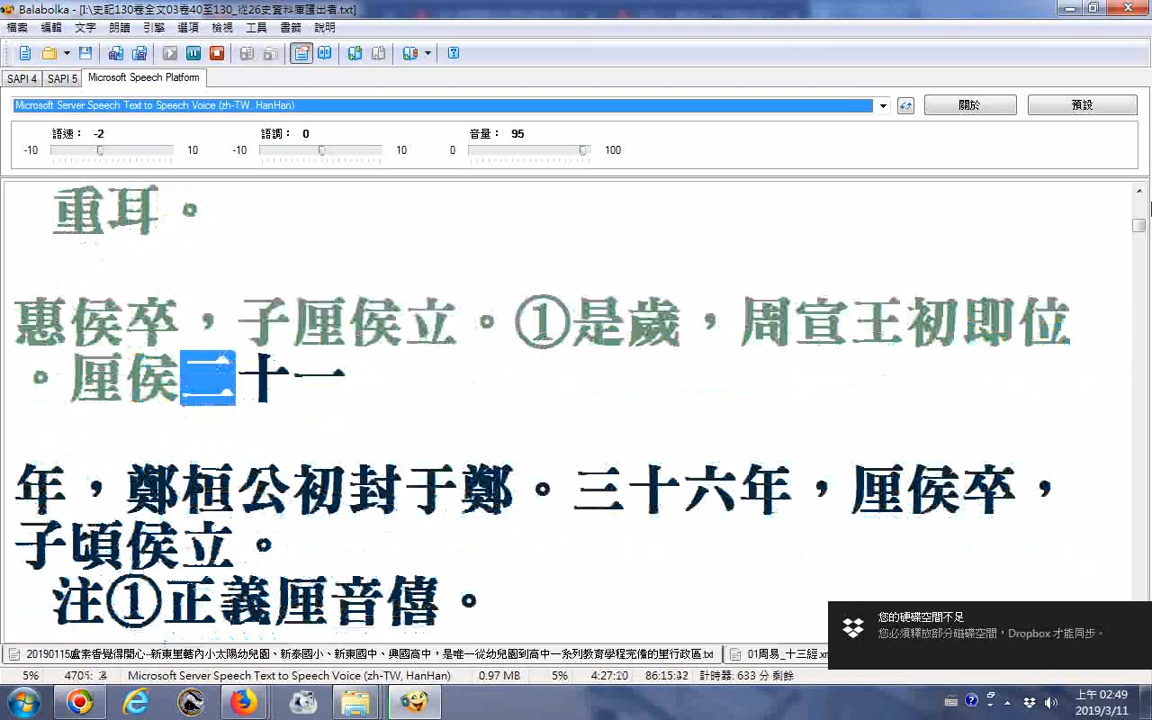 Balabolka - [I:\史記130卷全文03卷40至130_從26史資料庫匯出者.txt]
檔案 編輯 文字 朗讀 引擎 選項 檢視 工具 書籤 說明
SAPI 4 SAPI 5 Microsoft Speech Platform
Microsoft Server Speech Text to Speech Voice (zh-TW, HanHan) 關於 預設
語速： -2 語調： 0 音量： 95
-10 10 -10 10 0 100
重耳。
惠侯卒，子厘侯立。①是歲，周宣王初即位
。厘侯二十一
年，鄭桓公初封于鄭。三十六年，厘侯卒，
子頃侯立。
注①正義厘音僖。
您的硬碟空間不足
您必須釋放部分磁碟空間，Dropbox 才能同步。
20190115盧素香覺得開心--新東里轄內小太陽幼兒園、新泰國小、新東國中、興國高中，是唯一從幼兒園到高中一系列教育學程完備的里行政區.txt 01周易_十三經.xm
5% Microsoft Server Speech Text to Speech Voice (zh-TW, HanHan) 0.97 MB 5% 4:27:20 86:15:32 計時器: 633 分 剩餘
上午 02:49
2019/3/11